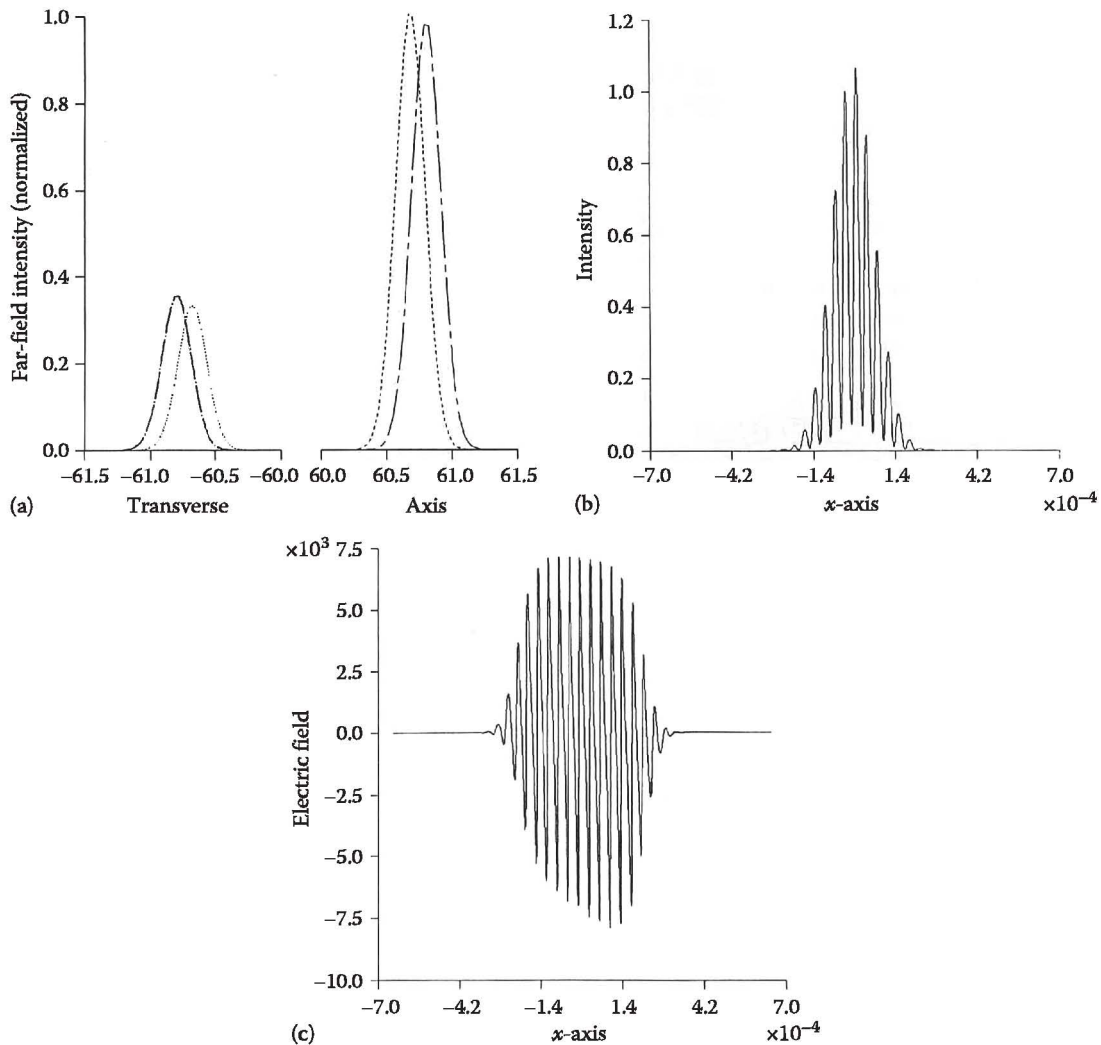 Far-field intensity (normalized)
1.0
0.8
0.6
0.4
0.2
0.0
−61.5 −61.0 −60.5 −60.0
60.0 60.5 61.0 61.5
(a) Transverse Axis
Intensity
1.2
1.0
0.8
0.6
0.4
0.2
0.0
−7.0 −4.2 −1.4 1.4 4.2 7.0
(b) x-axis ×10−4
Electric field
×103 7.5
5.0
2.5
0.0
−2.5
−5.0
−7.5
−10.0
−7.0 −4.2 −1.4 1.4 4.2 7.0
(c) x-axis ×10−4